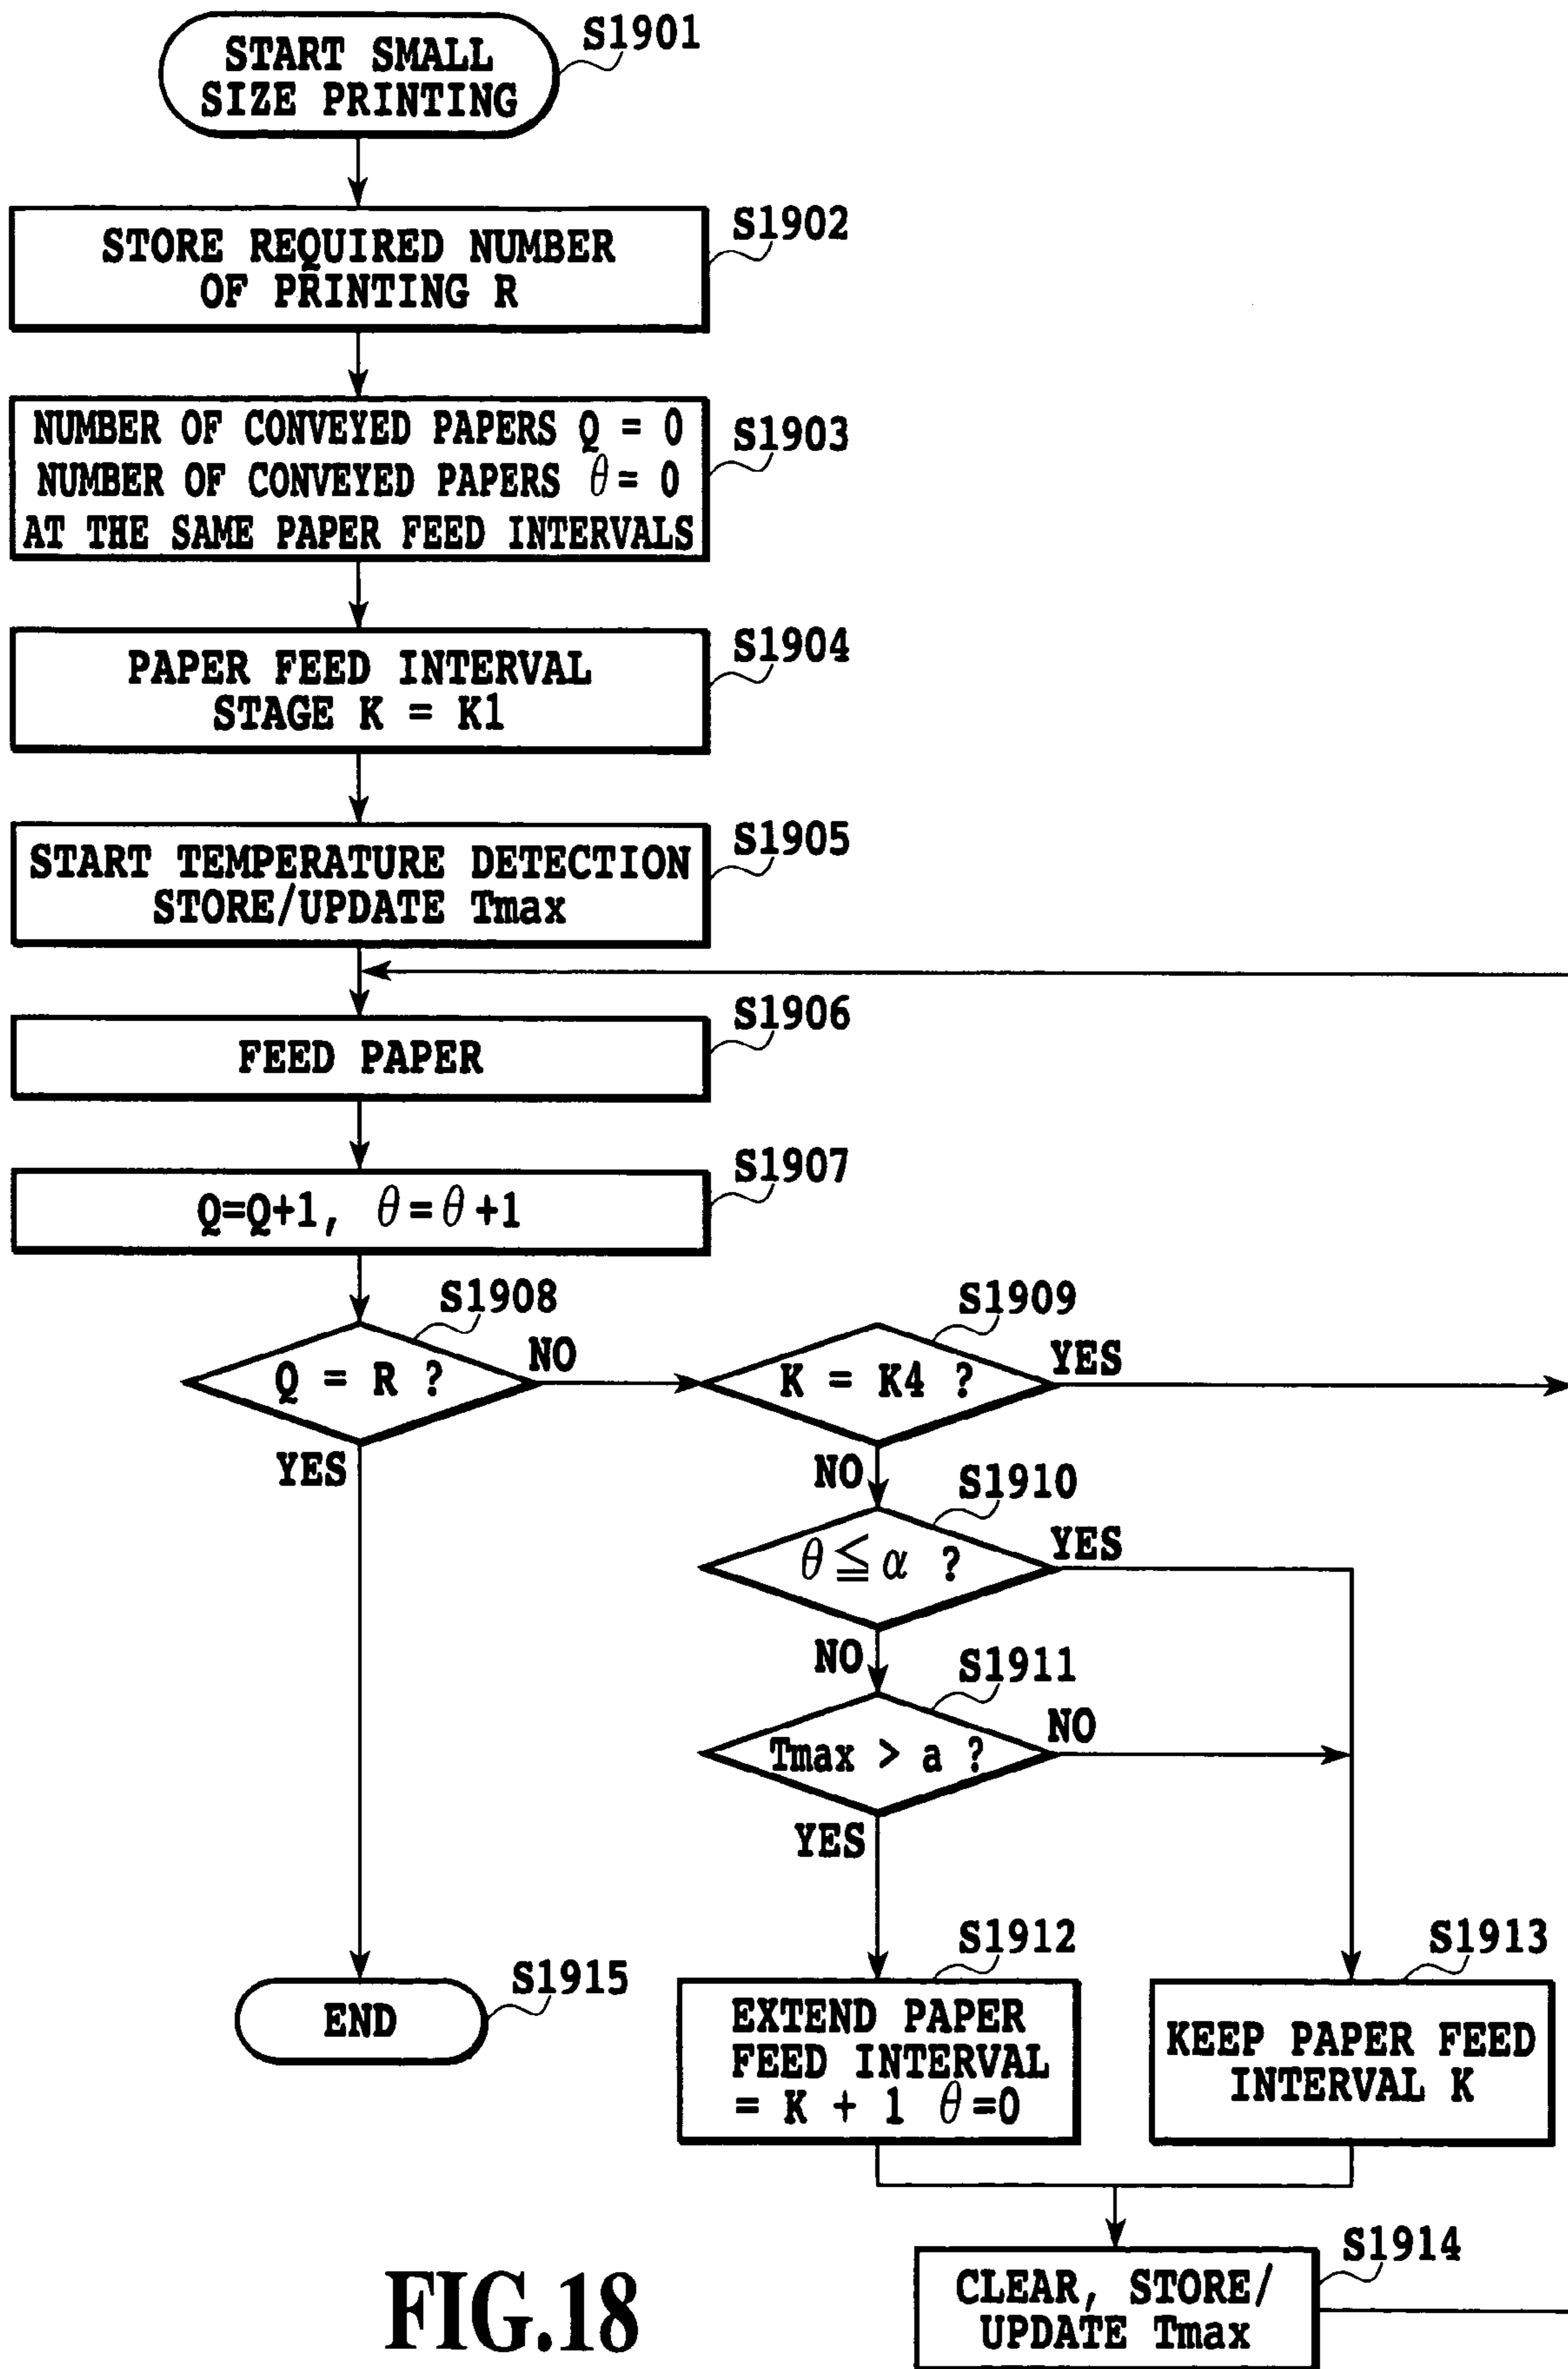 START SMALL
SIZE PRINTING
S1901
STORE REQUIRED NUMBER
OF PRINTING R
S1902
NUMBER OF CONVEYED PAPERS Q = 0
NUMBER OF CONVEYED PAPERS θ = 0
AT THE SAME PAPER FEED INTERVALS
S1903
PAPER FEED INTERVAL
STAGE K = K1
S1904
START TEMPERATURE DETECTION
STORE/UPDATE Tmax
S1905
FEED PAPER
S1906
Q=Q+1, θ=θ+1
S1907
Q = R ?
S1908
NO
YES
K = K4 ?
S1909
YES
NO
θ ≦ α ?
S1910
YES
NO
Tmax > a ?
S1911
NO
YES
END
S1915
EXTEND PAPER
FEED INTERVAL
= K + 1 θ=0
S1912
KEEP PAPER FEED
INTERVAL K
S1913
CLEAR, STORE/
UPDATE Tmax
S1914
FIG.18